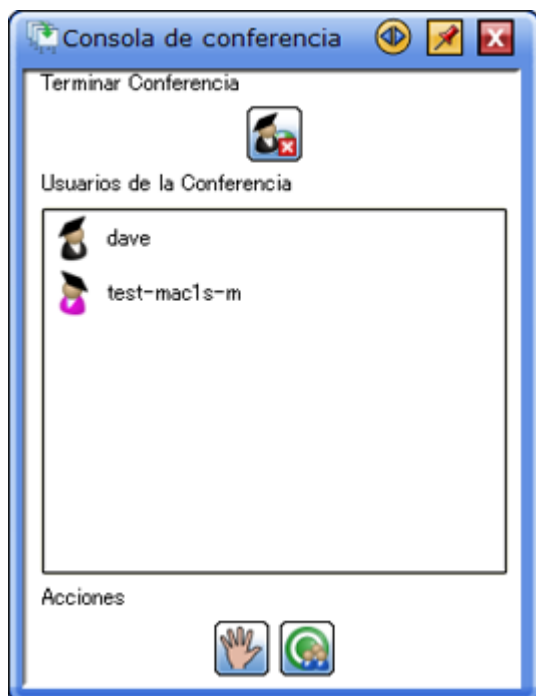 Consola de conferencia
Terminar Conferencia
Usuarios de la Conferencia
dave
test-mac1s-m
Acciones